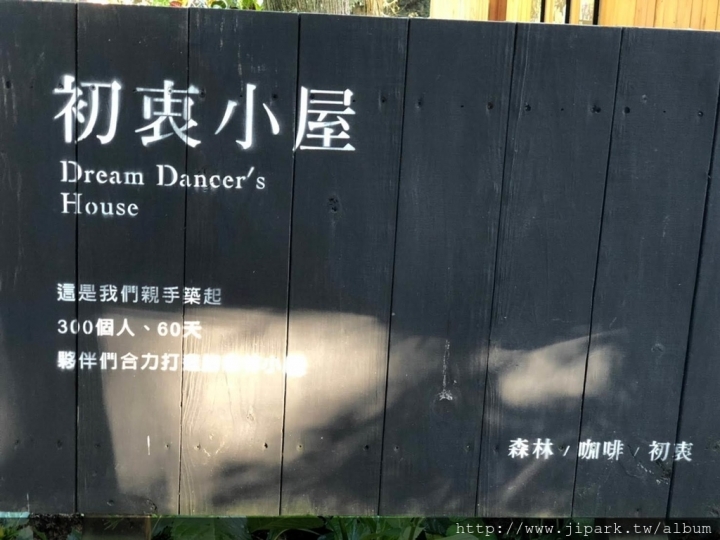 初衷小屋
Dream Dancer's
House
這是我們親手築起
300個人、60天
夥伴們合力打造
森林 / 咖啡 / 初衷
http://www.jipark.tw/album